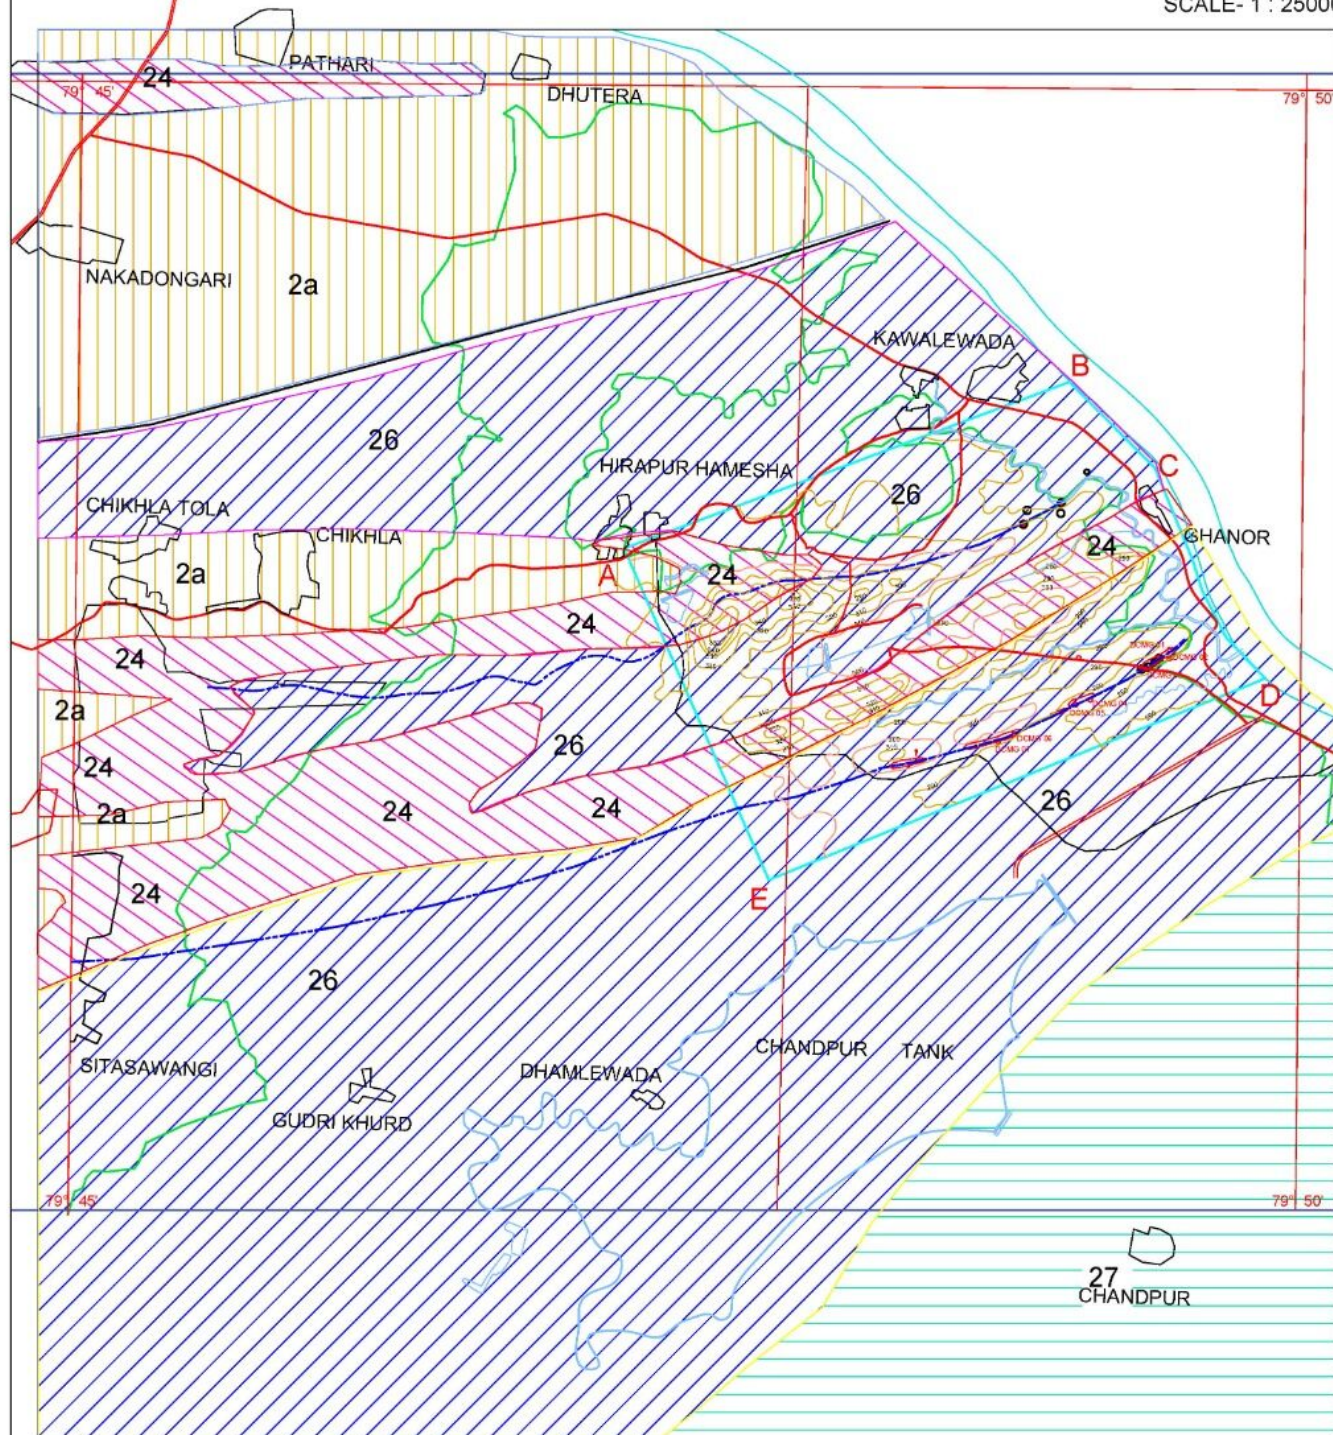 SCALE- 1 : 25000
PATHARI
24
79° 45'
DHUTERA
79° 50'
NAKADONGARI
2a
KAWALEWADA
B
26
HIRAPUR HAMESHA
C
26
CHIKHLA TOLA
CHIKHLA
GHANOR
24
2a
A
24
24
24
D
2a
26
24
26
2a
24
24
E
24
26
CHANDPUR TANK
SITASAWANGI
DHAMLEWADA
GUDRI KHURD
79° 45'
79° 50'
27
CHANDPUR